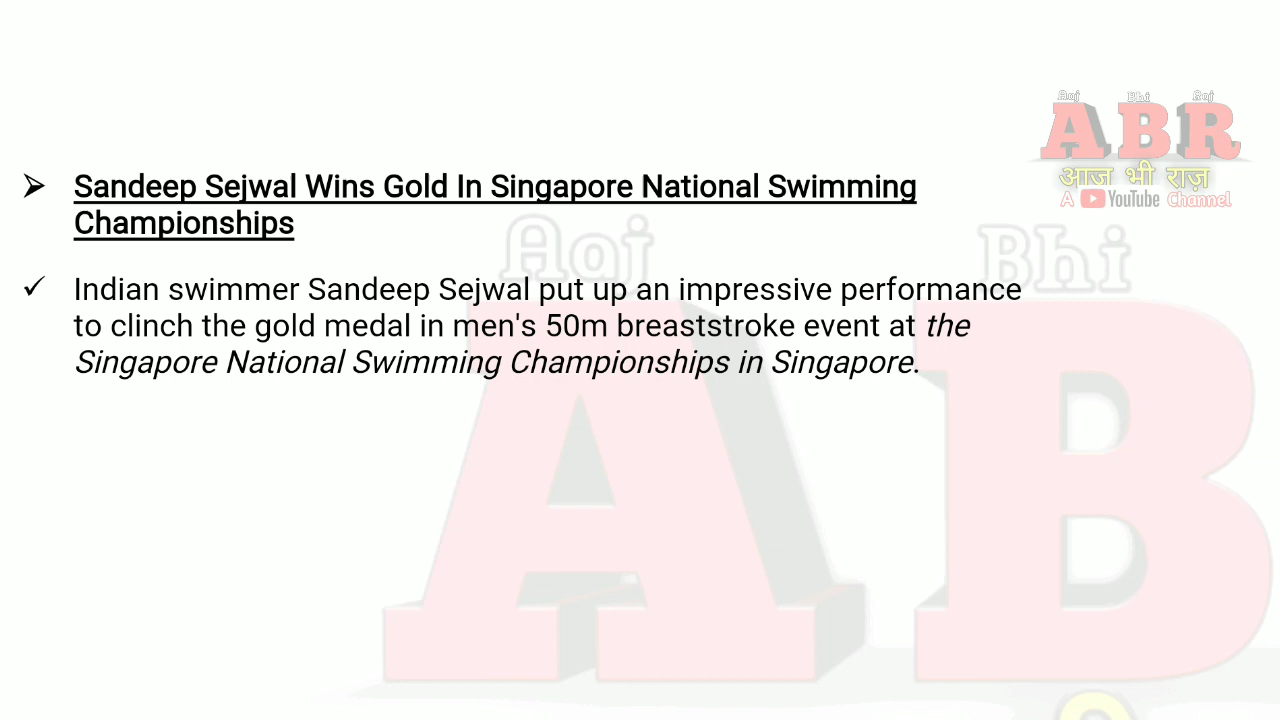 Aaj Bhi Aaj
ABR
आज भी राज़
A YouTube Channel
➢ Sandeep Sejwal Wins Gold In Singapore National Swimming
Championships
✓ Indian swimmer Sandeep Sejwal put up an impressive performance
to clinch the gold medal in men's 50m breaststroke event at the
Singapore National Swimming Championships in Singapore.
Aaj Bhi
A B